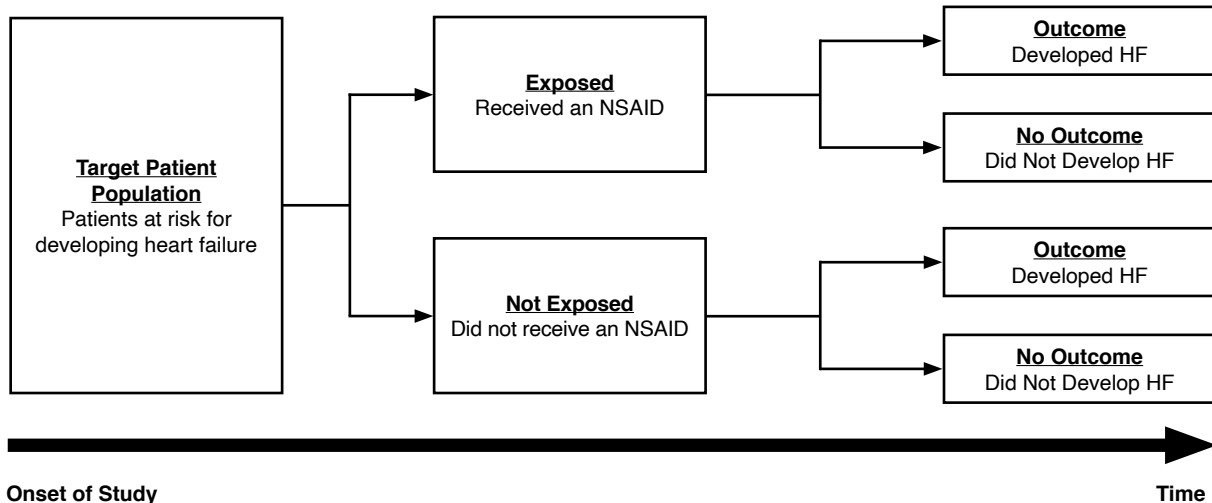 Target Patient
Population
Patients at risk for
developing heart failure
Exposed
Received an NSAID
Not Exposed
Did not receive an NSAID
Outcome
Developed HF
No Outcome
Did Not Develop HF
Outcome
Developed HF
No Outcome
Did Not Develop HF
Onset of Study
Time